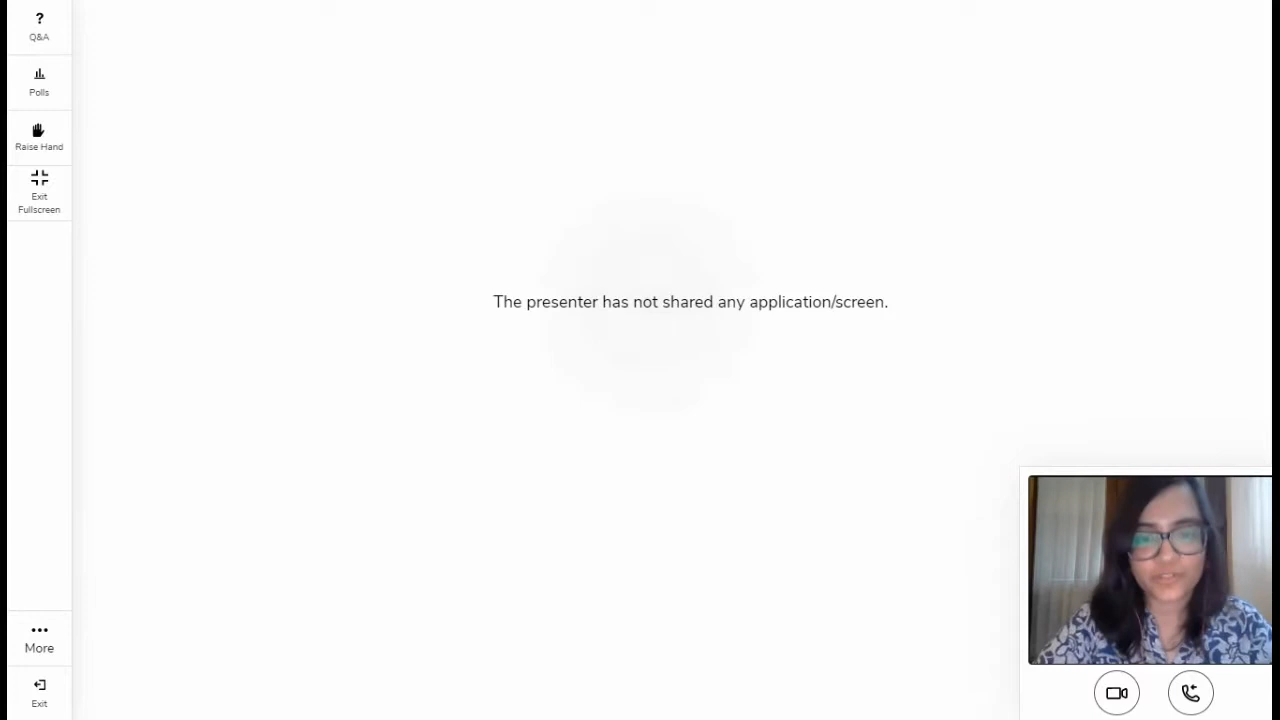 ?
Q&A
Polls
Raise Hand
Exit
Fullscreen
The presenter has not shared any application/screen.
More
Exit